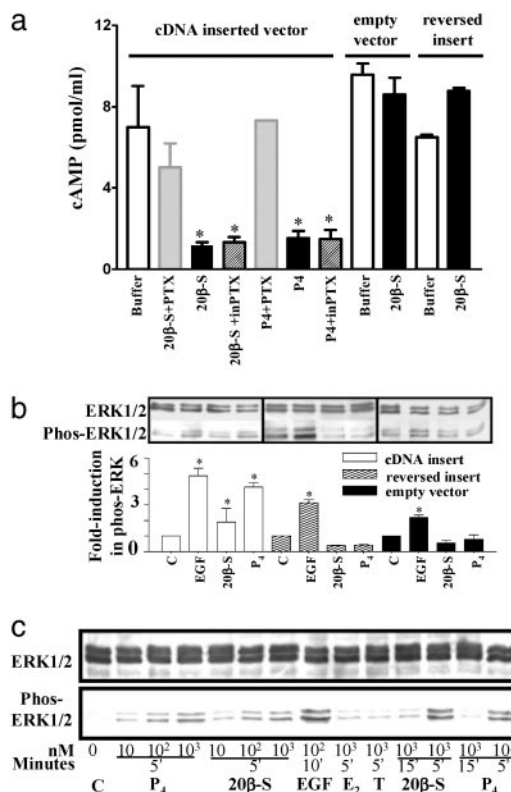 a
cDNA inserted vector
empty vector
reversed insert
cAMP (pmol/ml)
12
9
6
3
0
Buffer
20β-S+PTX
20β-S
20β-S +inPTX
P4+PTX
P4
P4+inPTX
Buffer
20β-S
Buffer
20β-S
* * * *
b
ERK1/2
Phos-ERK1/2
Fold-induction in phos-ERK
6
3
0
cDNA insert
reversed insert
empty vector
* * * * *
C EGF 20β-S P₄ C EGF 20β-S P₄ C EGF 20β-S P₄
c
ERK1/2
Phos-ERK1/2
nM 0 10 10² 10³ 10 10² 10³ 10² 10³ 10³ 10³ 10³ 10³
Minutes 5' 5' 10' 5' 5' 15' 5' 15' 5'
C P₄ 20β-S EGF E₂ T 20β-S P₄